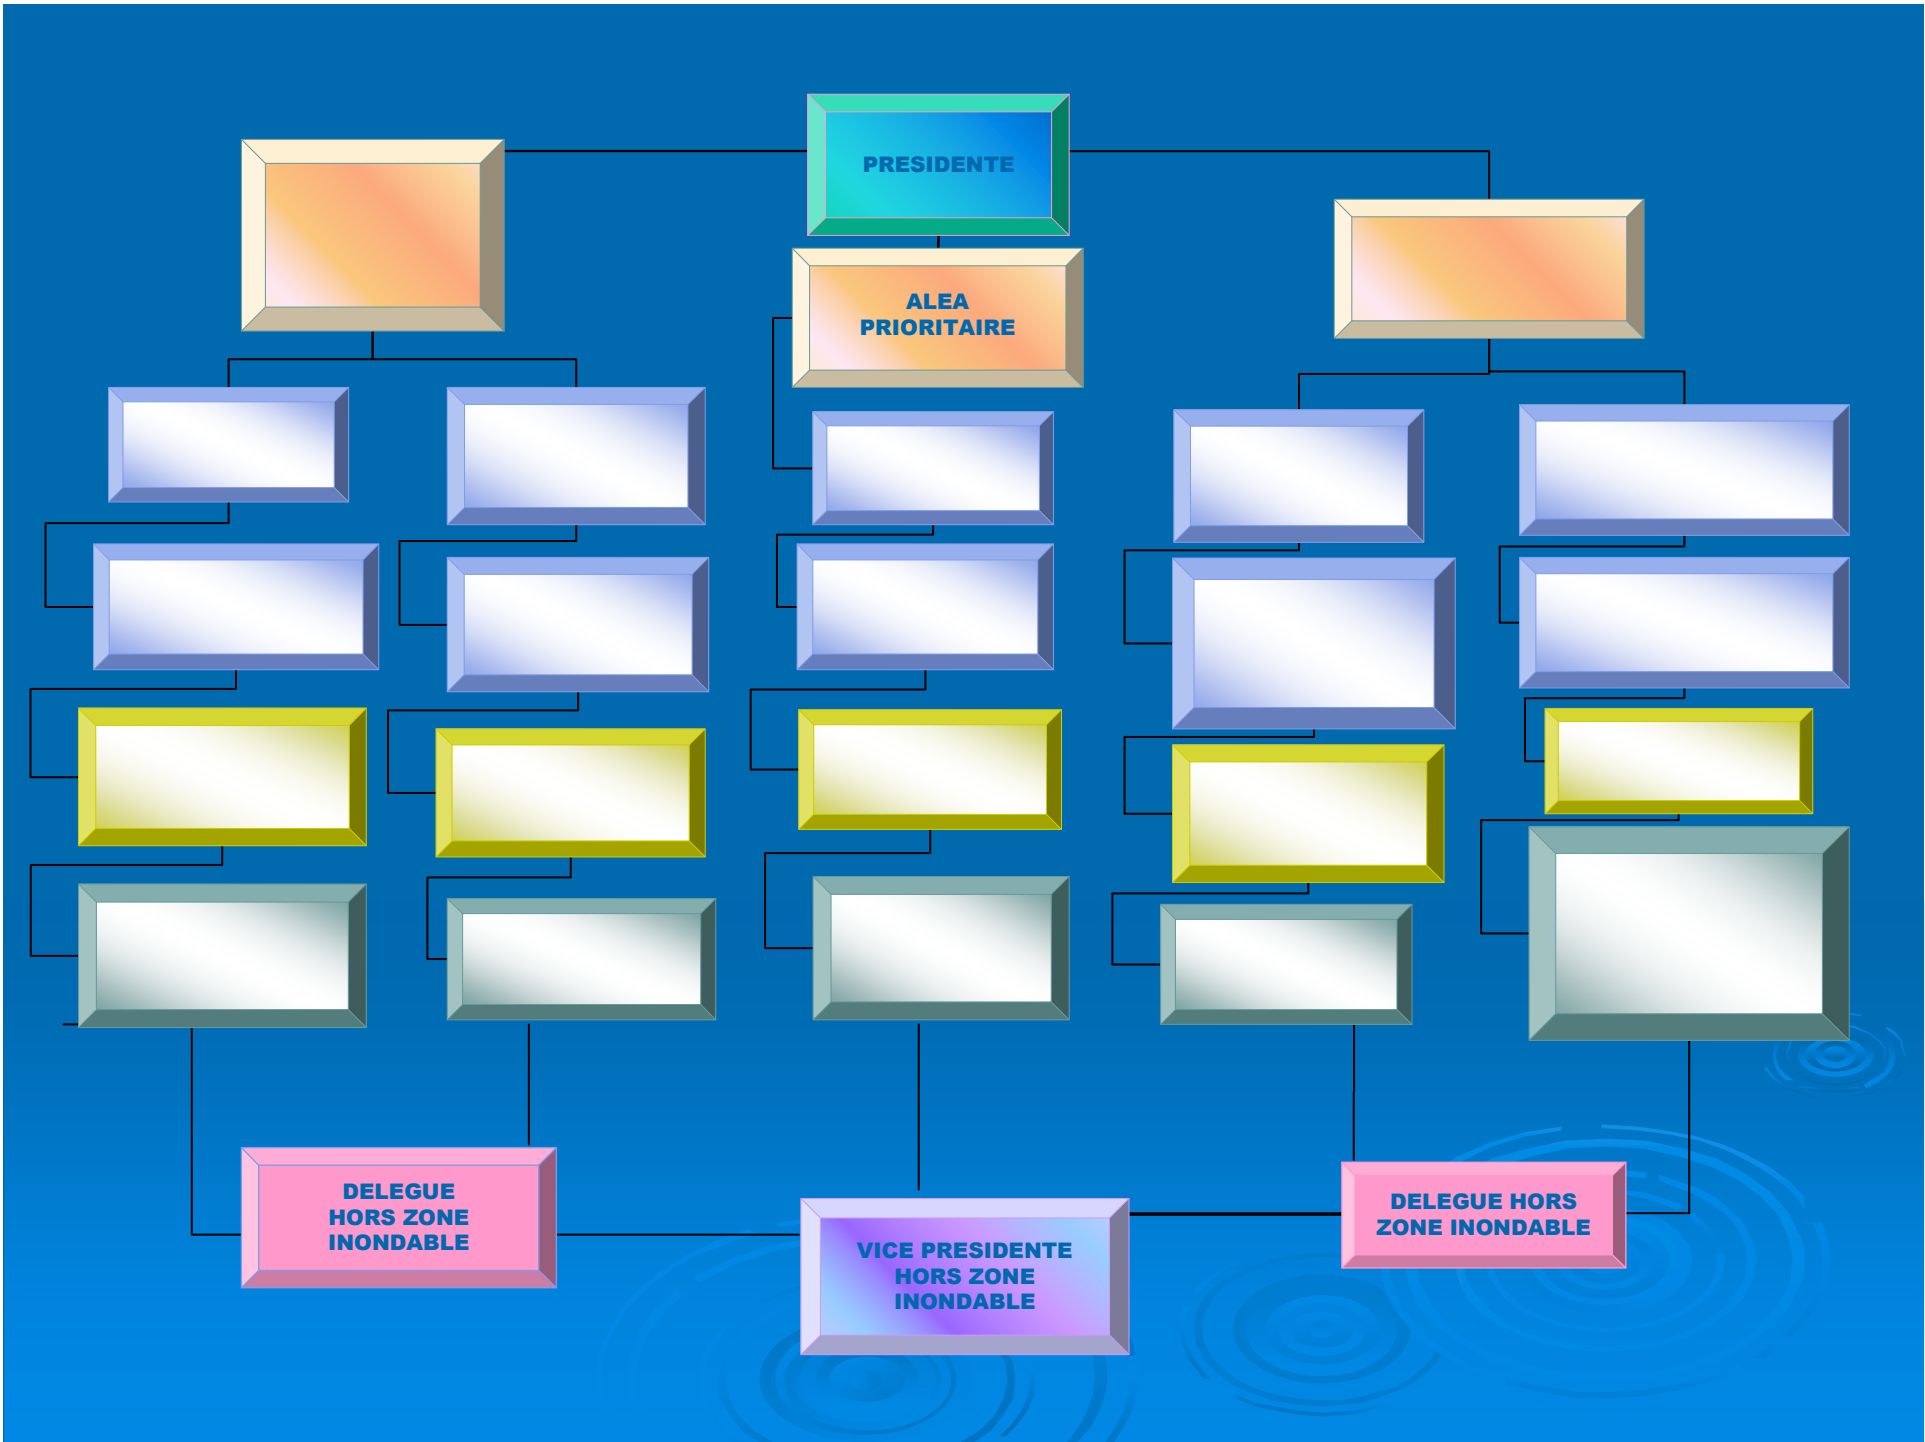 PRESIDENTE
ALEA
PRIORITAIRE
DELEGUE
HORS ZONE
INONDABLE
VICE PRESIDENTE
HORS ZONE
INONDABLE
DELEGUE HORS
ZONE INONDABLE